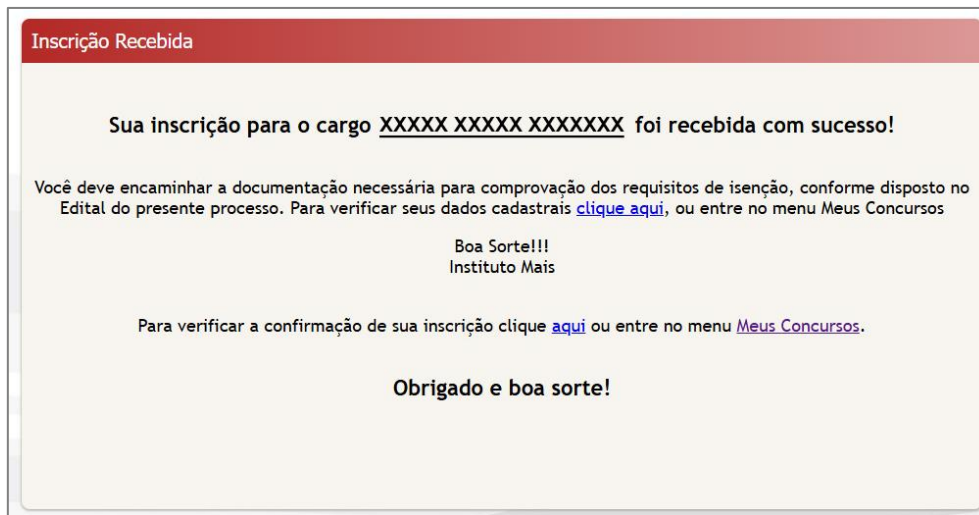 Inscrição Recebida
Sua inscrição para o cargo XXXXX XXXXX XXXXXXX foi recebida com sucesso!
Você deve encaminhar a documentação necessária para comprovação dos requisitos de isenção, conforme disposto no
Edital do presente processo. Para verificar seus dados cadastrais clique aqui, ou entre no menu Meus Concursos
Boa Sorte!!!
Instituto Mais
Para verificar a confirmação de sua inscrição clique aqui ou entre no menu Meus Concursos.
Obrigado e boa sorte!